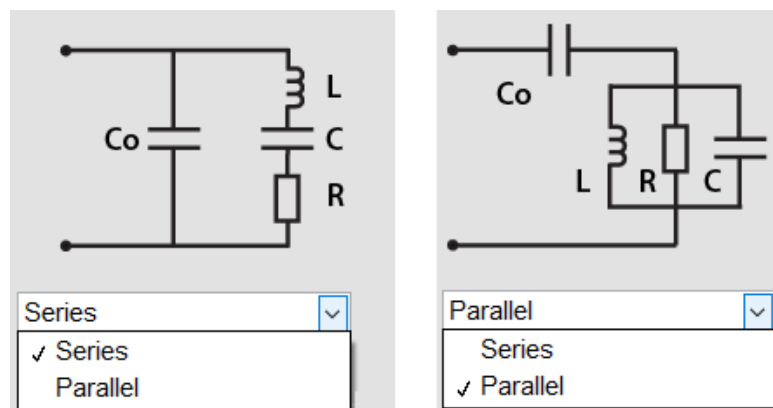 L
Co
C
R
Series
✓ Series
Parallel
Co
L
R
C
Parallel
Series
✓ Parallel